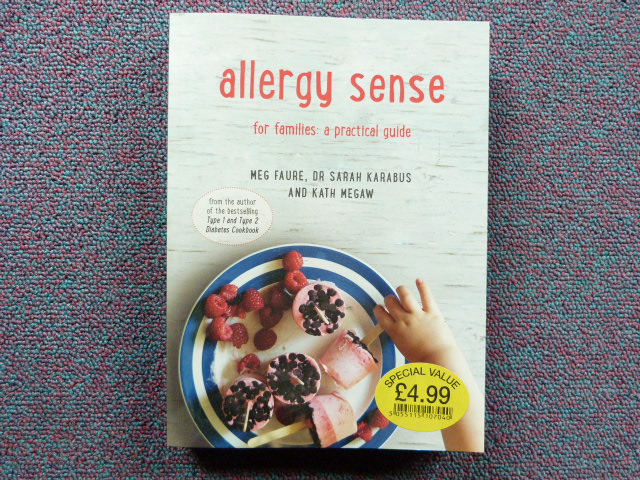 allergy sense
for families: a practical guide
MEG FAURE, DR SARAH KARABUS
AND KATH MEGAW
from the author
of the bestselling
Type 1 and Type 2
Diabetes Cookbook
SPECIAL VALUE
£4.99
5055115107040